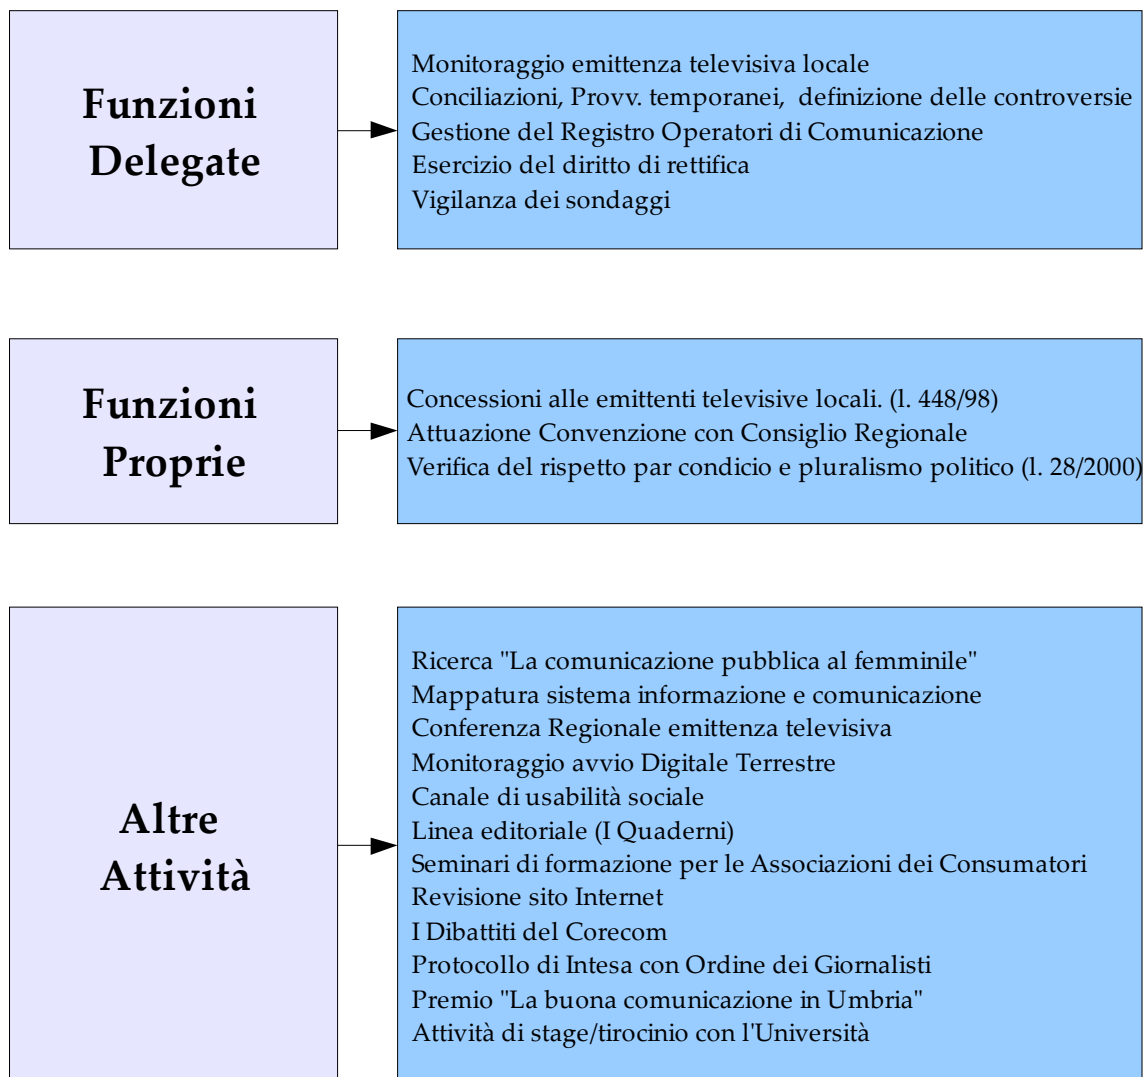 Funzioni
Delegate
Monitoraggio emittenza televisiva locale
Conciliazioni, Provv. temporanei, definizione delle controversie
Gestione del Registro Operatori di Comunicazione
Esercizio del diritto di rettifica
Vigilanza dei sondaggi
Funzioni
Proprie
Concessioni alle emittenti televisive locali. (l. 448/98)
Attuazione Convenzione con Consiglio Regionale
Verifica del rispetto par condicio e pluralismo politico (l. 28/2000)
Altre
Attività
Ricerca "La comunicazione pubblica al femminile"
Mappatura sistema informazione e comunicazione
Conferenza Regionale emittenza televisiva
Monitoraggio avvio Digitale Terrestre
Canale di usabilità sociale
Linea editoriale (I Quaderni)
Seminari di formazione per le Associazioni dei Consumatori
Revisione sito Internet
I Dibattiti del Corecom
Protocollo di Intesa con Ordine dei Giornalisti
Premio "La buona comunicazione in Umbria"
Attività di stage/tirocinio con l'Università